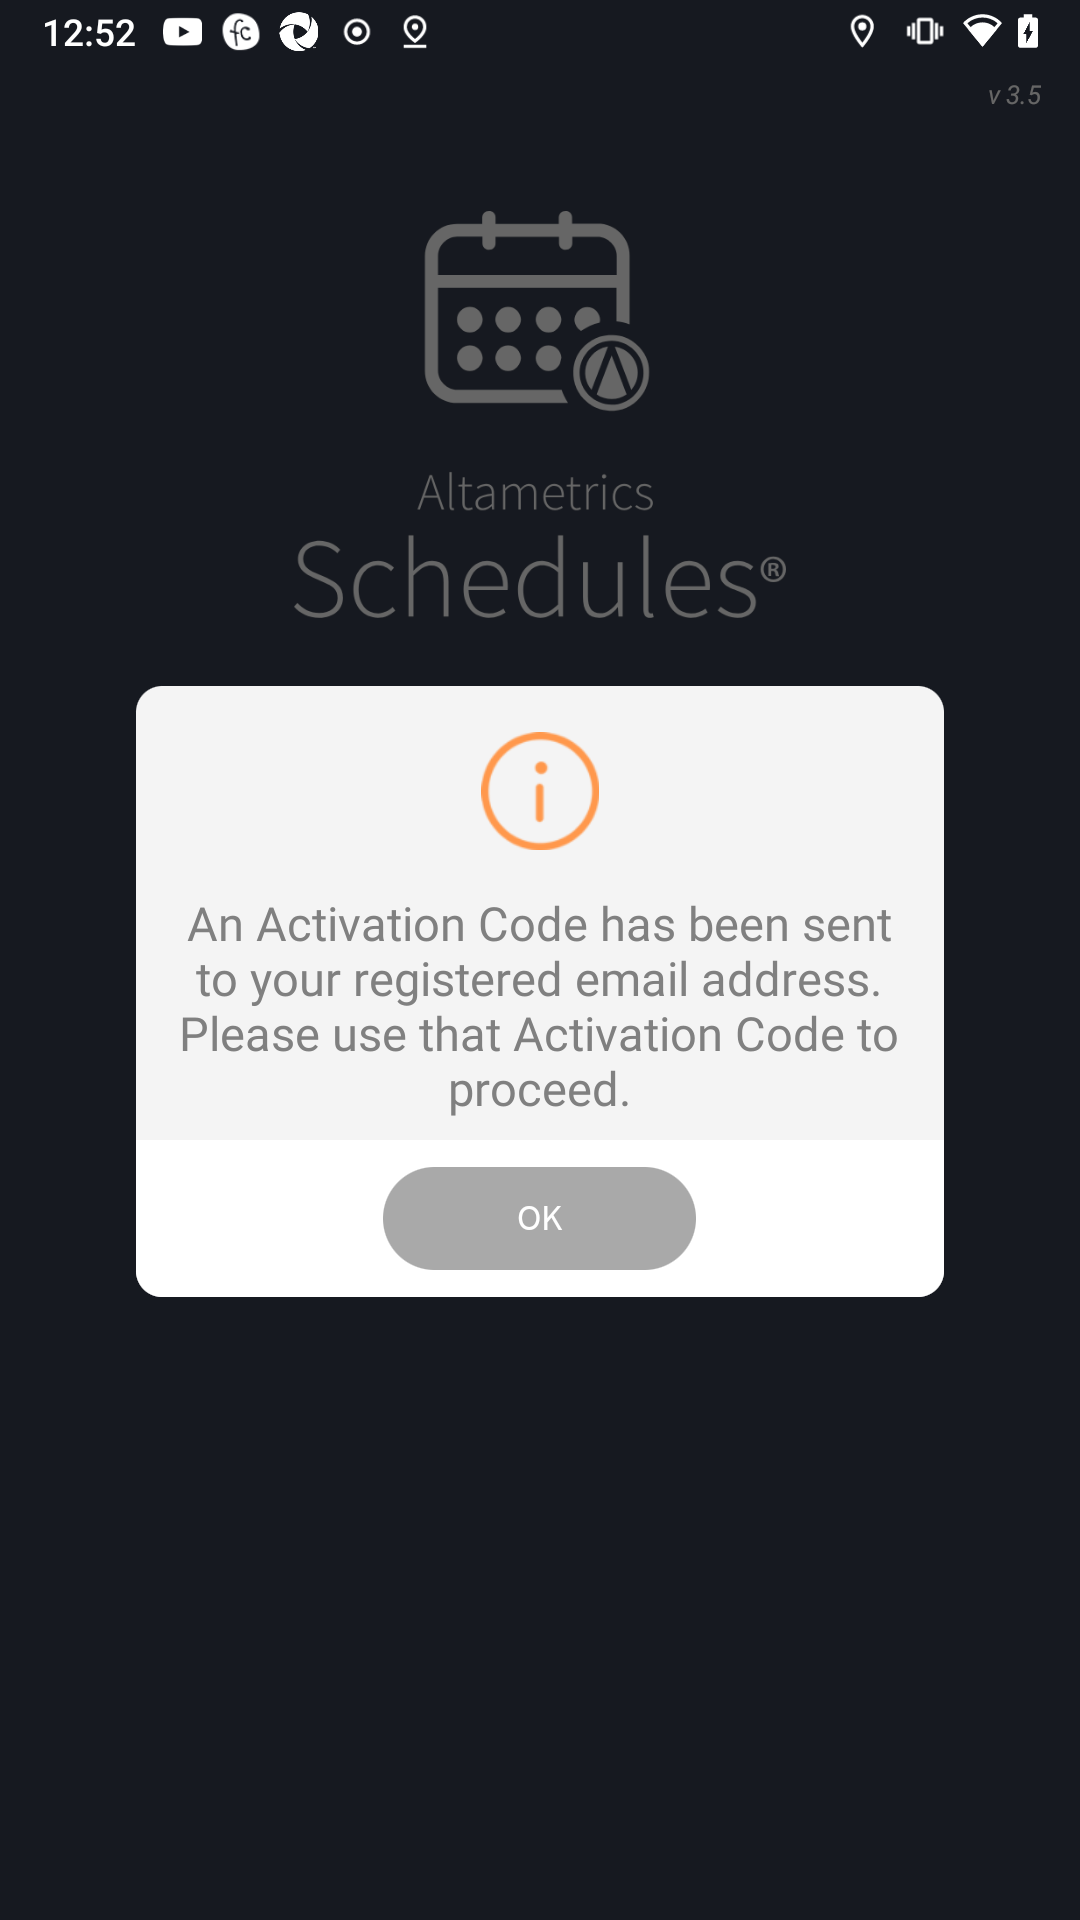 12:52
v 3.5
Altametrics
Schedules®
An Activation Code has been sent
to your registered email address.
Please use that Activation Code to
proceed.
OK